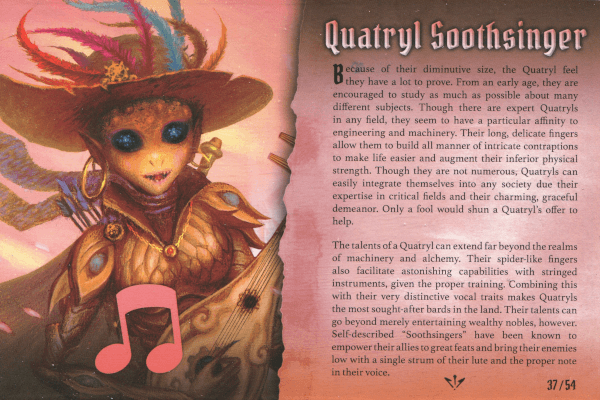 Quatryl Soothsinger
Because of their diminutive size, the Quatryl feel
they have a lot to prove. From an early age, they are
encouraged to study as much as possible about many
different subjects. Though there are expert Quatryls
in any field, they seem to have a particular affinity to
engineering and machinery. Their long, delicate fingers
allow them to build all manner of intricate contraptions
to make life easier and augment their inferior physical
strength. Though they are not numerous, Quatryls can
easily integrate themselves into any society due their
expertise in critical fields and their charming, graceful
demeanor. Only a fool would shun a Quatryl's offer to
help.
The talents of a Quatryl can extend far beyond the realms
of machinery and alchemy. Their spider-like fingers
also facilitate astonishing capabilities with stringed
instruments, given the proper training. Combining this
with their very distinctive vocal traits makes Quatryls
the most sought-after bards in the land. Their talents can
go beyond merely entertaining wealthy nobles, however.
Self-described “Soothsingers” have been known to
empower their allies to great feats and bring their enemies
low with a single strum of their lute and the proper note
in their voice.
37/54